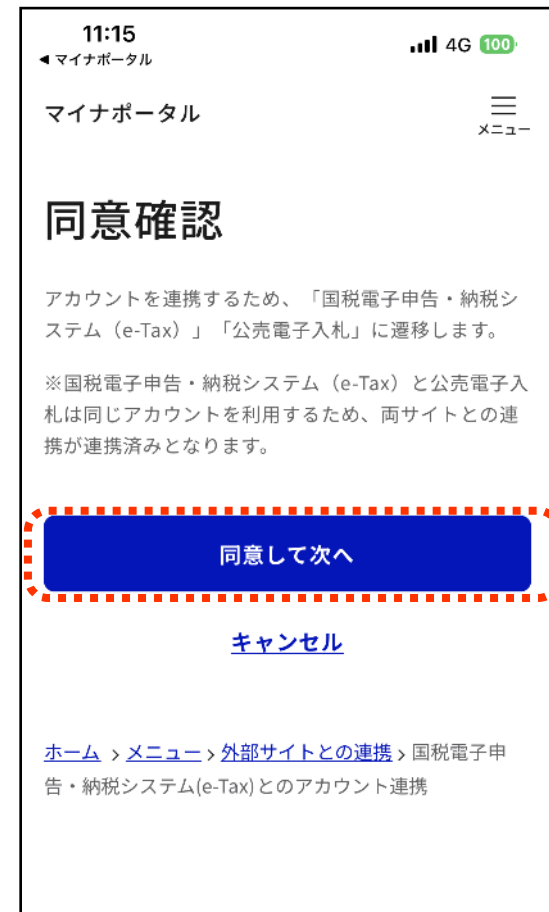 11:15
4G 100
◀ マイナポータル
マイナポータル
メニュー
同意確認
アカウントを連携するため、「国税電子申告・納税シ
ステム（e-Tax）」「公売電子入札」に遷移します。
※国税電子申告・納税システム（e-Tax）と公売電子入
札は同じアカウントを利用するため、両サイトとの連
携が連携済みとなります。
同意して次へ
キャンセル
ホーム > メニュー > 外部サイトとの連携 > 国税電子申
告・納税システム(e-Tax)とのアカウント連携